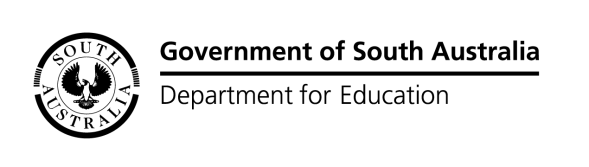 SOUTH
AUSTRALIA
Government of South Australia
Department for Education